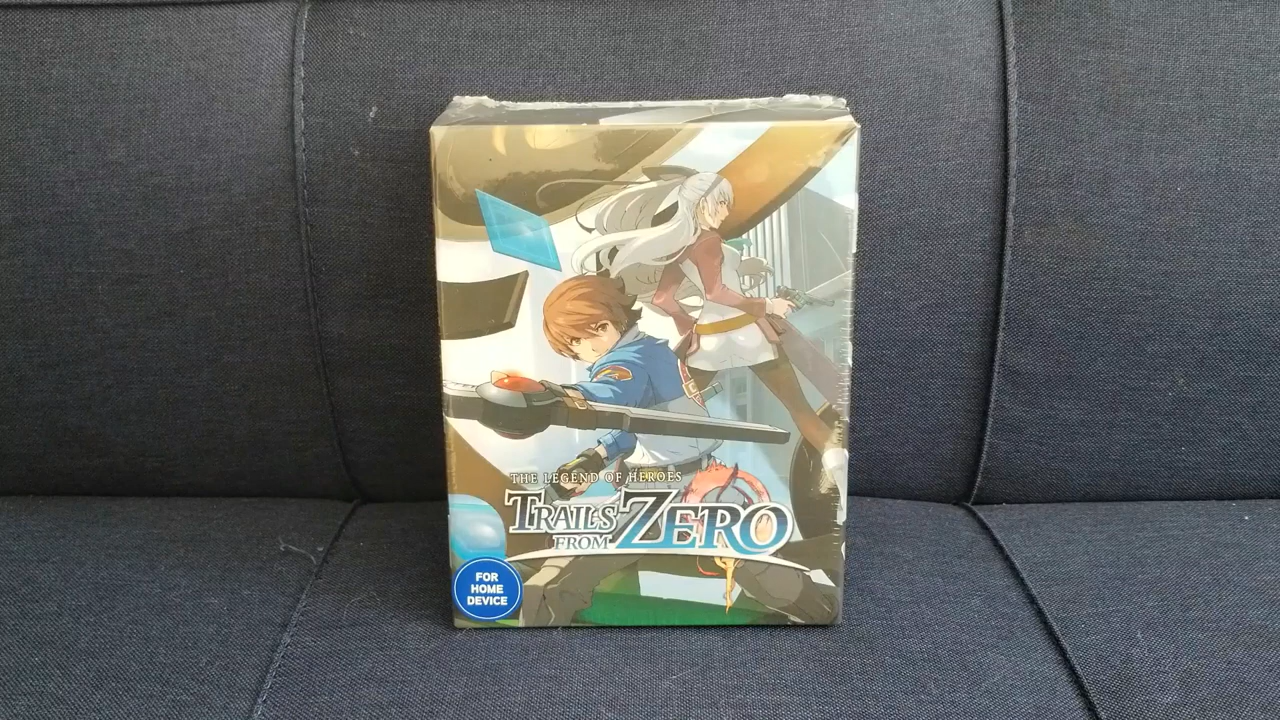 THE LEGEND OF HEROES
TRAILS
FROM ZERO
FOR
HOME
DEVICE